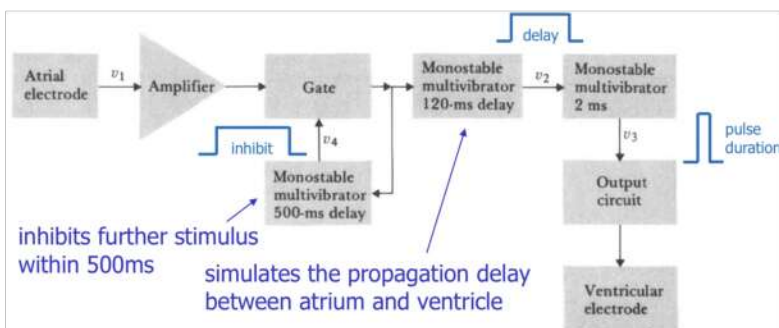 delay
Atrial
electrode
v1
Amplifier
Gate
Monostable
multivibrator
120-ms delay
v2
Monostable
multivibrator
2 ms
inhibit
v4
v3
pulse
duration
Monostable
multivibrator
500-ms delay
Output
circuit
inhibits further stimulus
within 500ms
simulates the propagation delay
between atrium and ventricle
Ventricular
electrode